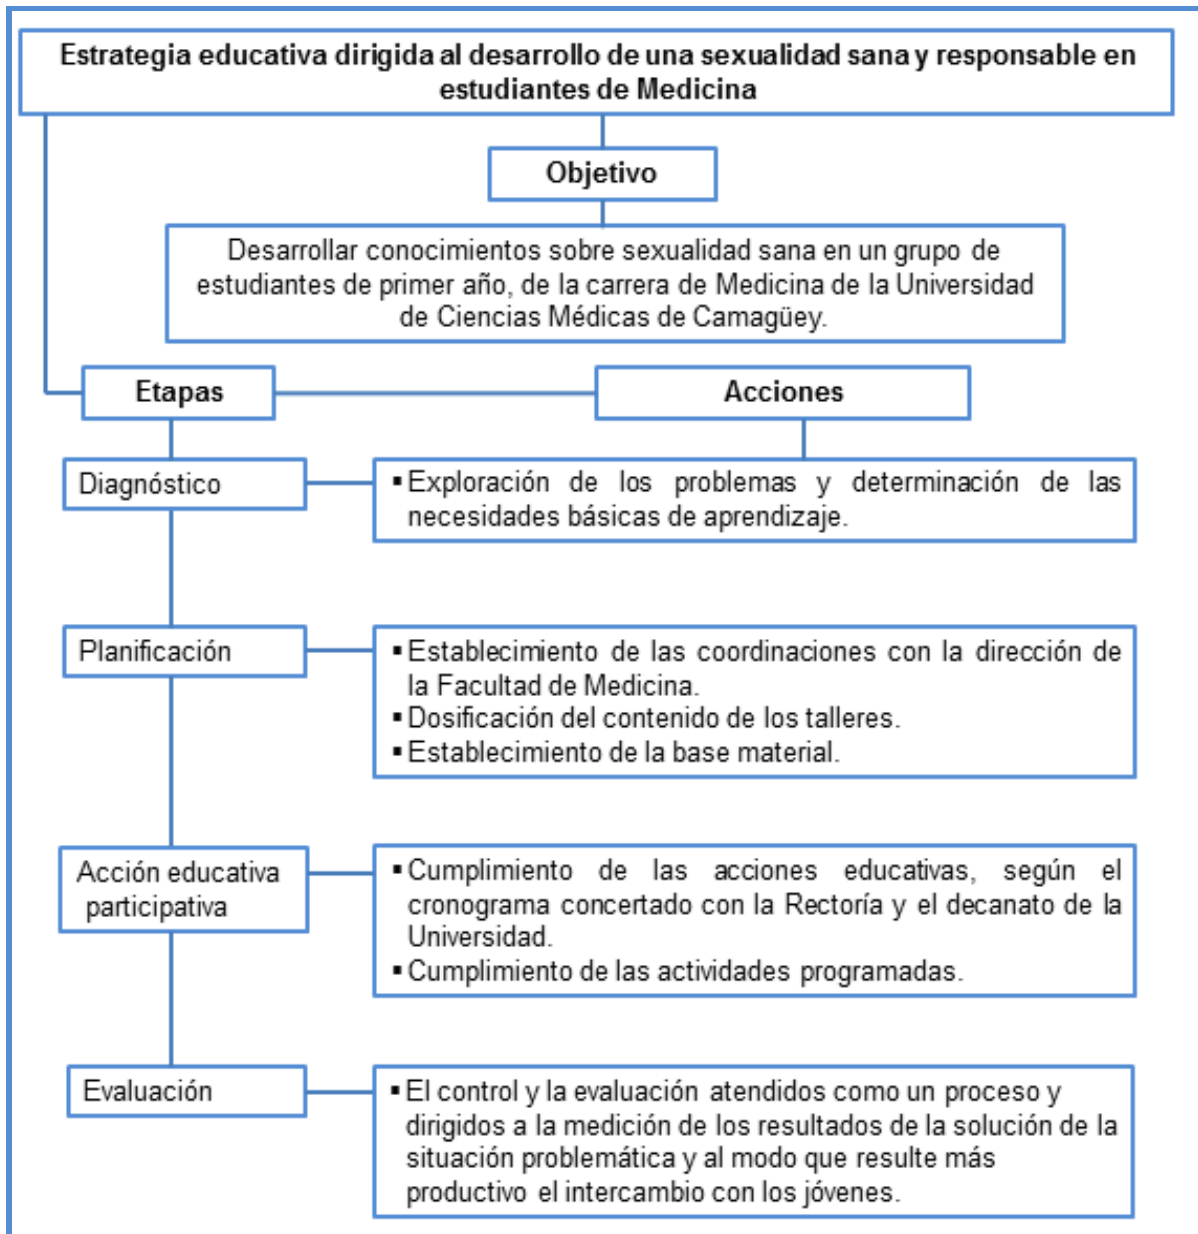 Estrategia educativa dirigida al desarrollo de una sexualidad sana y responsable en
estudiantes de Medicina
Objetivo
Desarrollar conocimientos sobre sexualidad sana en un grupo de
estudiantes de primer año, de la carrera de Medicina de la Universidad
de Ciencias Médicas de Camagüey.
Etapas
Acciones
Diagnóstico
▪ Exploración de los problemas y determinación de las
necesidades básicas de aprendizaje.
Planificación
▪ Establecimiento de las coordinaciones con la dirección de
la Facultad de Medicina.
▪ Dosificación del contenido de los talleres.
▪ Establecimiento de la base material.
Acción educativa
participativa
▪ Cumplimiento de las acciones educativas, según el
cronograma concertado con la Rectoría y el decanato de la
Universidad.
▪ Cumplimiento de las actividades programadas.
Evaluación
▪ El control y la evaluación atendidos como un proceso y
dirigidos a la medición de los resultados de la solución de la
situación problemática y al modo que resulte más
productivo el intercambio con los jóvenes.